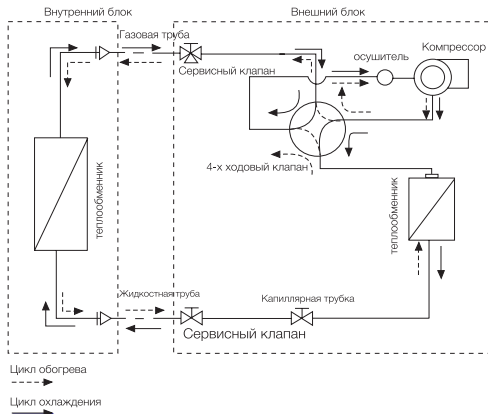 Внутренний блок
Внешний блок
Газовая труба
Компрессор
осушитель
Сервисный клапан
4-х ходовый клапан
теплообменник
теплообменник
Жидкостная труба
Капиллярная трубка
Сервисный клапан
Цикл обогрева
Цикл охлаждения